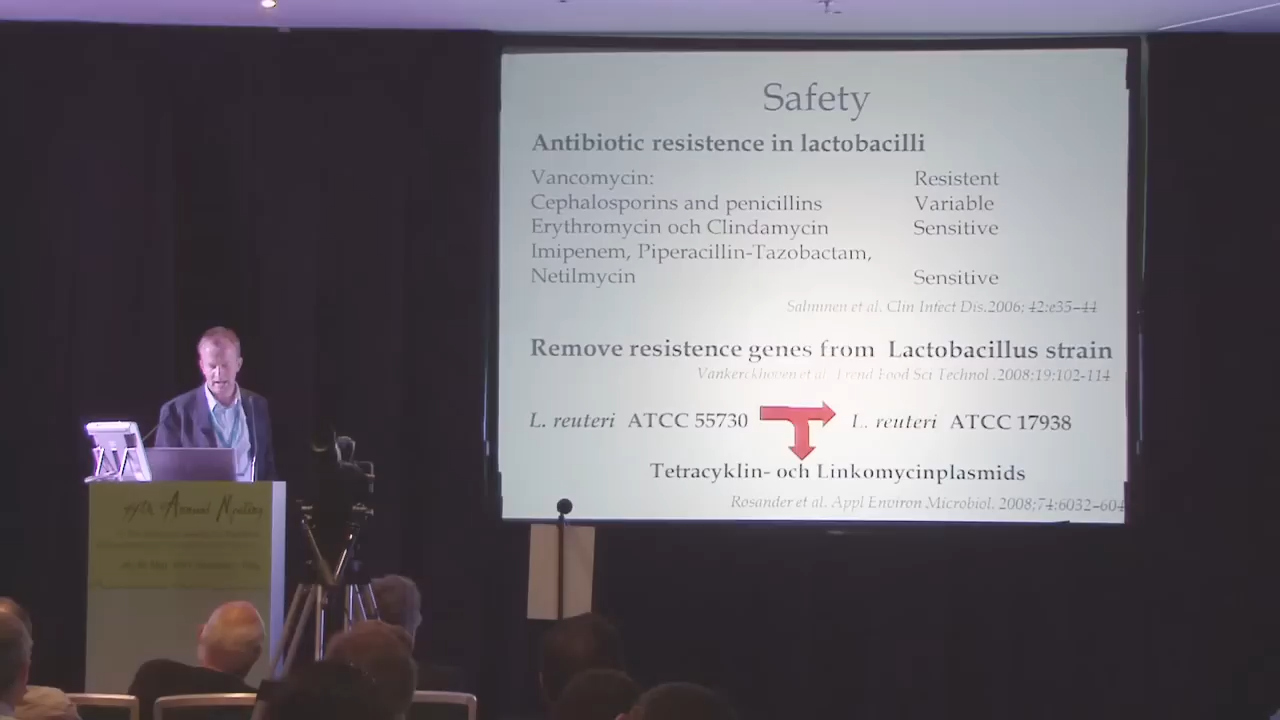 Safety
Antibiotic resistence in lactobacilli
Vancomycin: Resistent
Cephalosporins and penicillins Variable
Erythromycin och Clindamycin Sensitive
Imipenem, Piperacillin-Tazobactam,
Netilmycin Sensitive
Salminen et al. Clin Infect Dis.2006; 42:e35-44
Remove resistence genes from Lactobacillus strain
Vankerckhoven et al. Trend Food Sci Technol .2008;19:102-114
L. reuteri ATCC 55730 L. reuteri ATCC 17938
Tetracyklin- och Linkomycinplasmids
Rosander et al. Appl Environ Microbiol. 2008;74:6032-604
Annual Meeting